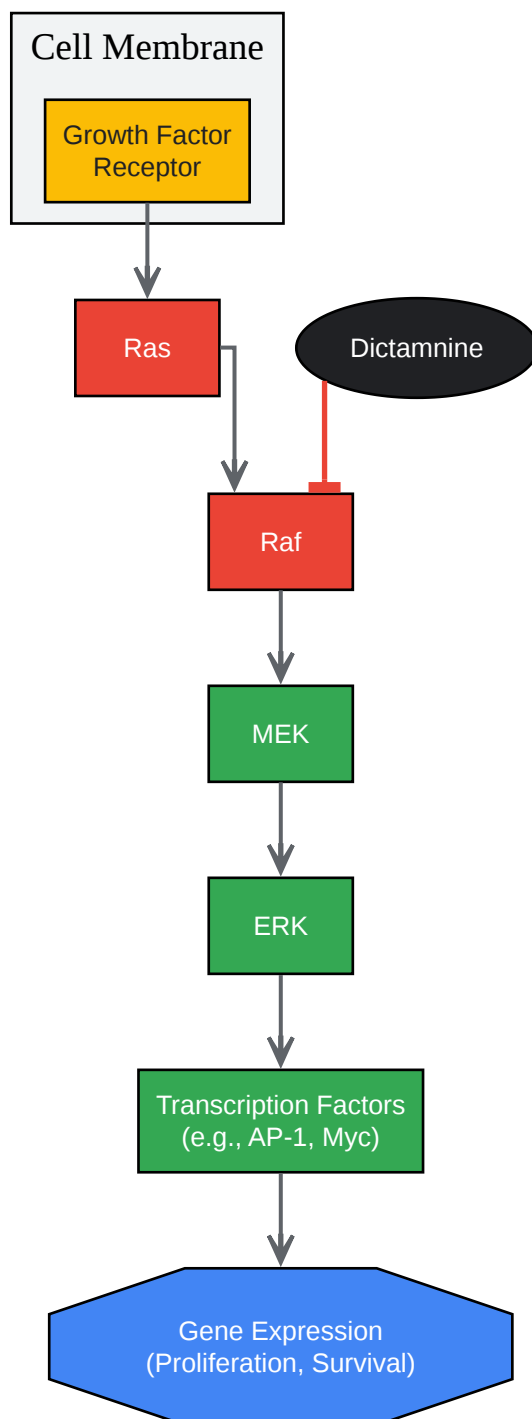 Cell Membrane
Growth Factor
Receptor
Ras
Dictamnine
Raf
MEK
ERK
Transcription Factors
(e.g., AP-1, Myc)
Gene Expression
(Proliferation, Survival)